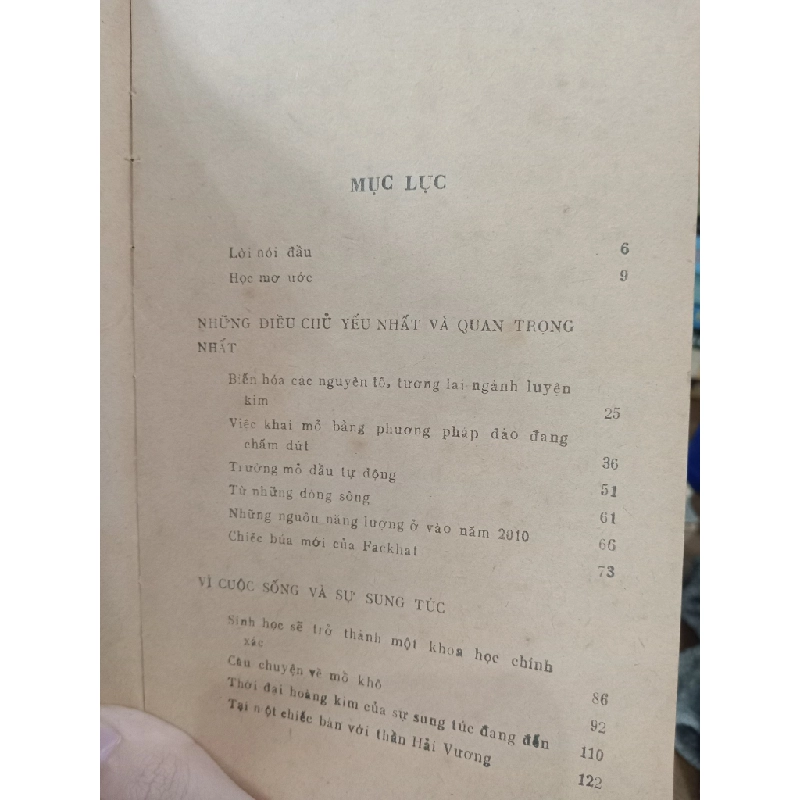 MỤC LỤC
Lời nói đầu 6
Học mơ ước 9
NHỮNG ĐIỀU CHỦ YẾU NHẤT VÀ QUAN TRỌNG
NHẤT
Biến hóa các nguyên tố, tương lai ngành luyện
kim 25
Việc khai mỏ bằng phương pháp đào đang
chấm dứt 36
Trường mỏ dầu tự động 51
Từ những dòng sông 61
Những nguồn năng lượng ở vào năm 2010 66
Chiếc búa mới của Fackhat 73
VÌ CUỘC SỐNG VÀ SỰ SUNG TÚC
Sinh học sẽ trở thành một khoa học chính
xác 86
Câu chuyện về mồ khô 92
Thời đại hoàng kim của sự sung túc đang đến 110
Tại một chiếc bàn với thần Hải Vương 122